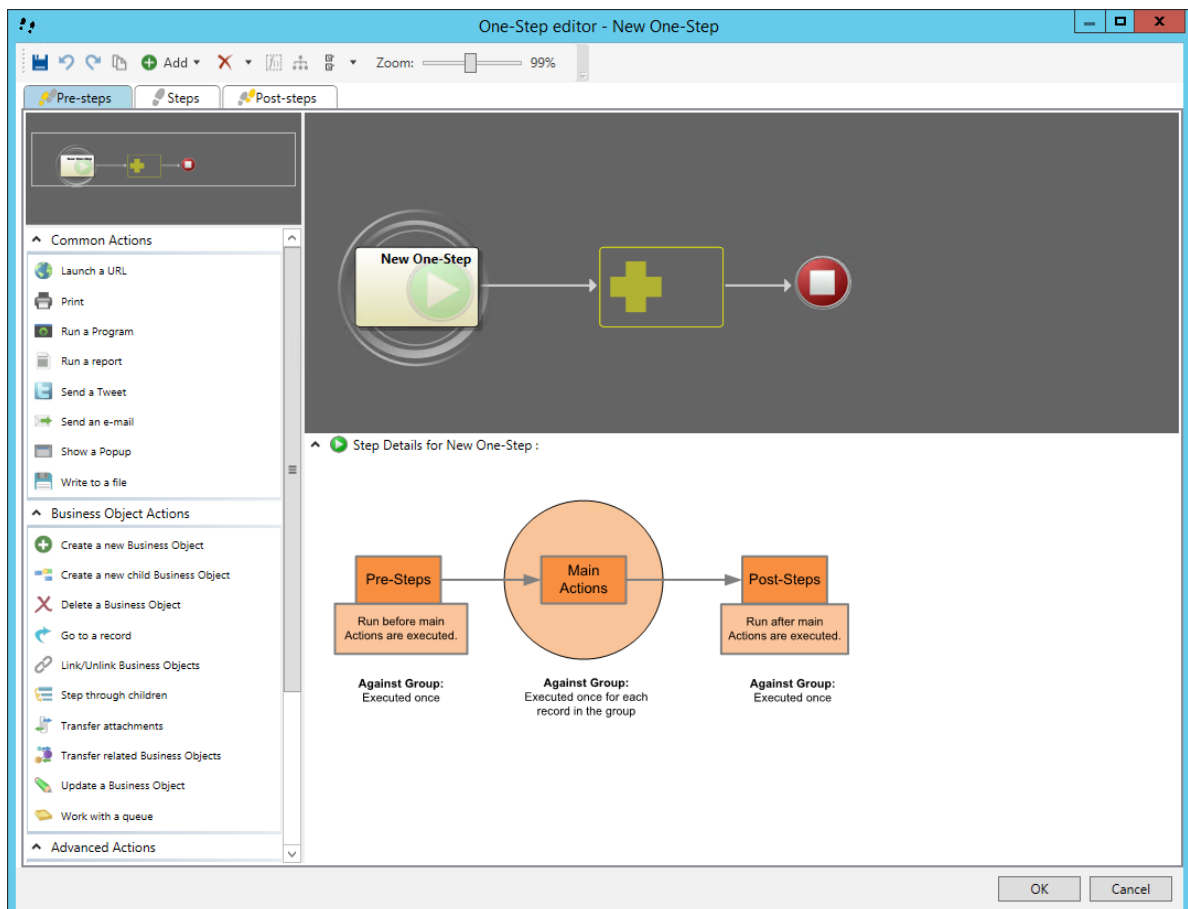 One-Step editor - New One-Step
Add
Zoom:
99%
Pre-steps
Steps
Post-steps
New One-Step
Common Actions
Launch a URL
Print
Run a Program
Run a report
Send a Tweet
Send an e-mail
Show a Popup
Write to a file
Business Object Actions
Create a new Business Object
Create a new child Business Object
Delete a Business Object
Go to a record
Link/Unlink Business Objects
Step through children
Transfer attachments
Transfer related Business Objects
Update a Business Object
Work with a queue
Advanced Actions
New One-Step
Step Details for New One-Step :
Pre-Steps
Run before main
Actions are executed.
Against Group:
Executed once
Main
Actions
Against Group:
Executed once for each
record in the group
Post-Steps
Run after main
Actions are executed.
Against Group:
Executed once
OK
Cancel